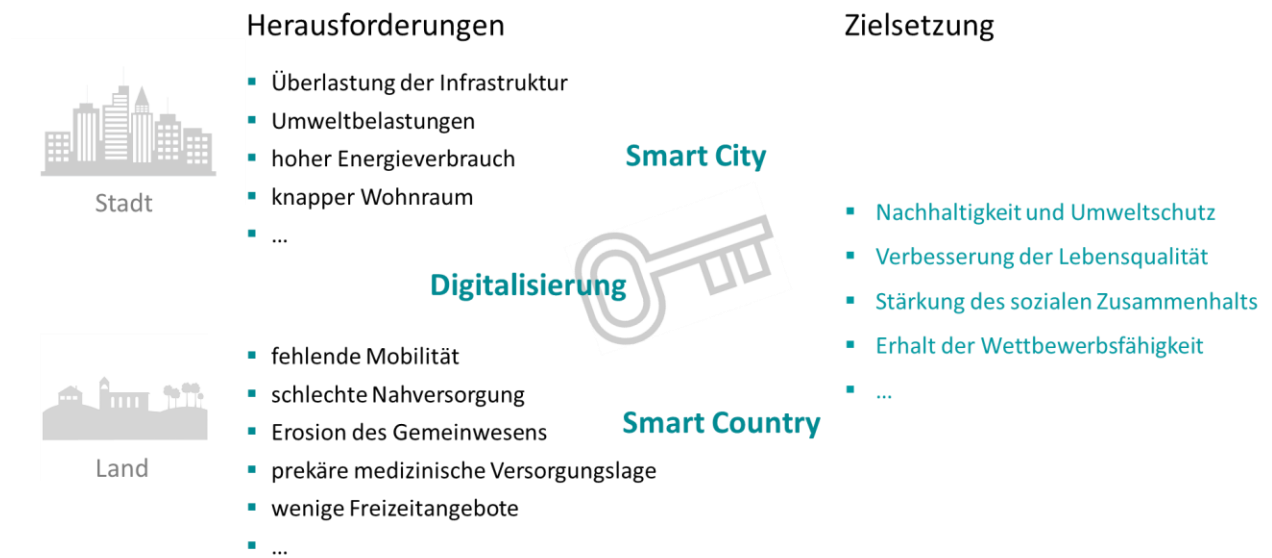 Herausforderungen
Zielsetzung
▪ Überlastung der Infrastruktur
▪ Umweltbelastungen
▪ hoher Energieverbrauch
▪ knapper Wohnraum
▪ ...
Stadt
Smart City
Digitalisierung
▪ fehlende Mobilität
▪ schlechte Nahversorgung
▪ Erosion des Gemeinwesens
▪ prekäre medizinische Versorgungslage
▪ wenige Freizeitangebote
▪ ...
Land
Smart Country
▪ Nachhaltigkeit und Umweltschutz
▪ Verbesserung der Lebensqualität
▪ Stärkung des sozialen Zusammenhalts
▪ Erhalt der Wettbewerbsfähigkeit
▪ ...